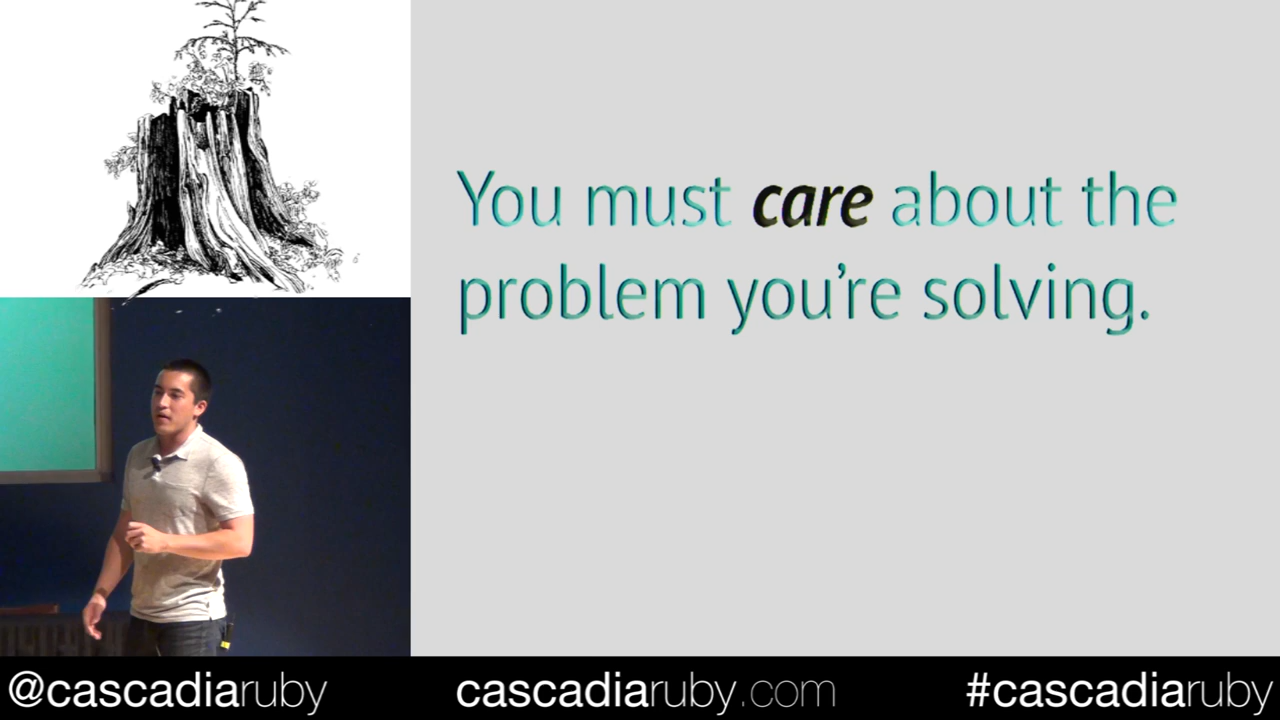 You must care about the
problem you're solving.
@cascadiaruby
cascadiaruby.com
#cascadiaruby